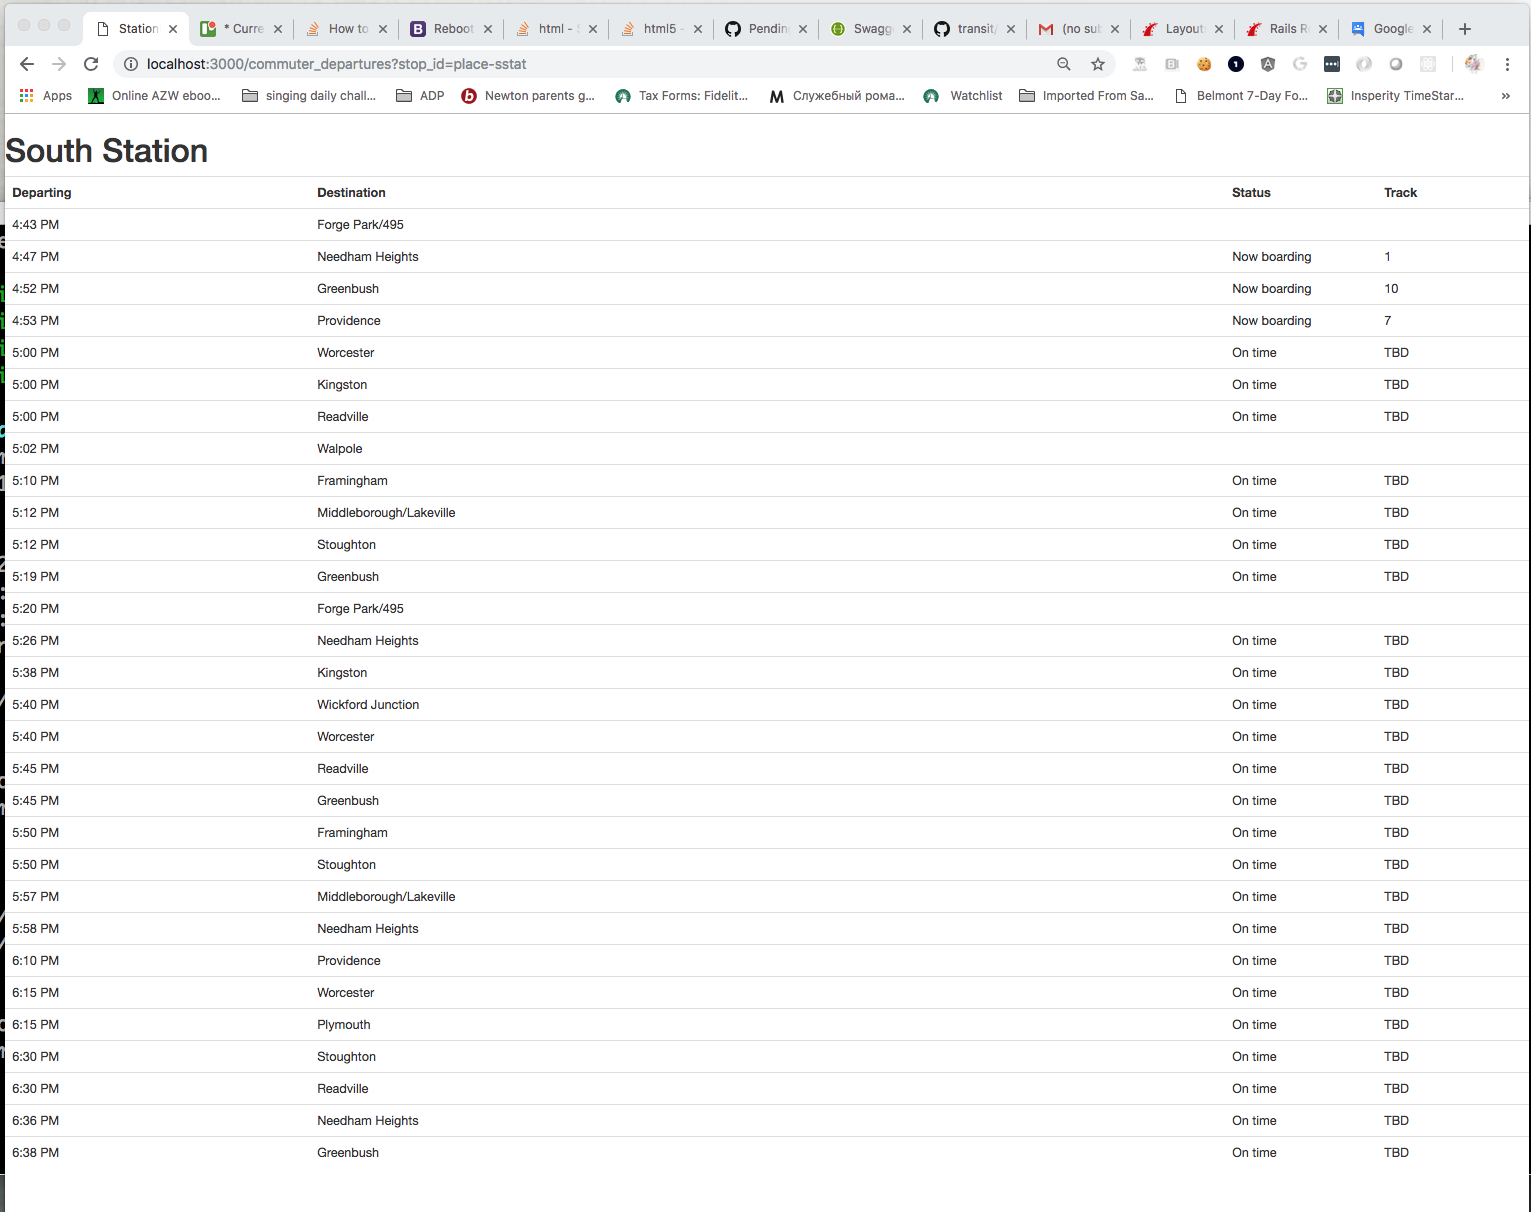 Station * Curre How to Reboot html - S html5 - Pendin Swagg transit/ (no sub Layout Rails R Google
localhost:3000/commuter_departures?stop_id=place-sstat
Apps Online AZW eboo... singing daily chall... ADP Newton parents g... Tax Forms: Fidelit... Служебный рома... Watchlist Imported From Sa... Belmont 7-Day Fo... Insperity TimeStar... »
South Station
Departing Destination Status Track
4:43 PM Forge Park/495
4:47 PM Needham Heights Now boarding 1
4:52 PM Greenbush Now boarding 10
4:53 PM Providence Now boarding 7
5:00 PM Worcester On time TBD
5:00 PM Kingston On time TBD
5:00 PM Readville On time TBD
5:02 PM Walpole
5:10 PM Framingham On time TBD
5:12 PM Middleborough/Lakeville On time TBD
5:12 PM Stoughton On time TBD
5:19 PM Greenbush On time TBD
5:20 PM Forge Park/495
5:26 PM Needham Heights On time TBD
5:38 PM Kingston On time TBD
5:40 PM Wickford Junction On time TBD
5:40 PM Worcester On time TBD
5:45 PM Readville On time TBD
5:45 PM Greenbush On time TBD
5:50 PM Framingham On time TBD
5:50 PM Stoughton On time TBD
5:57 PM Middleborough/Lakeville On time TBD
5:58 PM Needham Heights On time TBD
6:10 PM Providence On time TBD
6:15 PM Worcester On time TBD
6:15 PM Plymouth On time TBD
6:30 PM Stoughton On time TBD
6:30 PM Readville On time TBD
6:36 PM Needham Heights On time TBD
6:38 PM Greenbush On time TBD